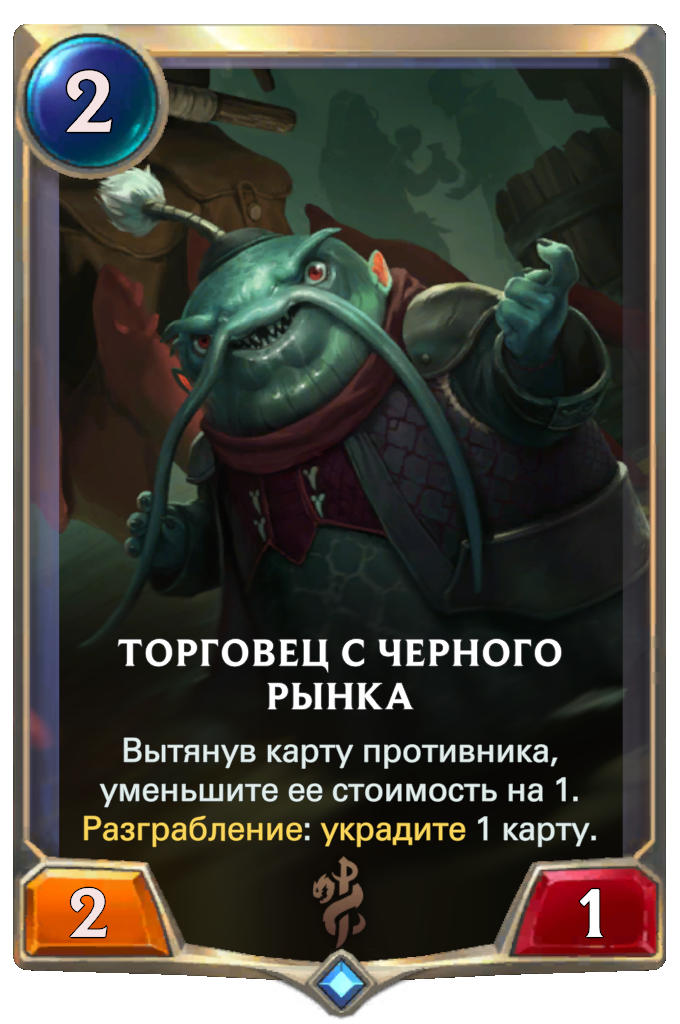 2
ТОРГОВЕЦ С ЧЕРНОГО
РЫНКА
Вытянув карту противника,
уменьшите ее стоимость на 1.
Разграбление: украдите 1 карту.
2
1